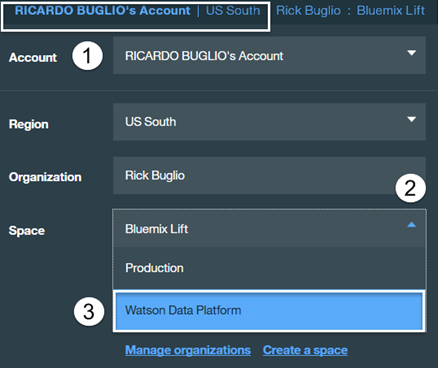 RICARDO BUGLIO's Account | US South Rick Buglio : Bluemix Lift
Account 1 RICARDO BUGLIO's Account
Region US South
Organization Rick Buglio
2
Space Bluemix Lift
Production
3 Watson Data Platform
Manage organizations Create a space